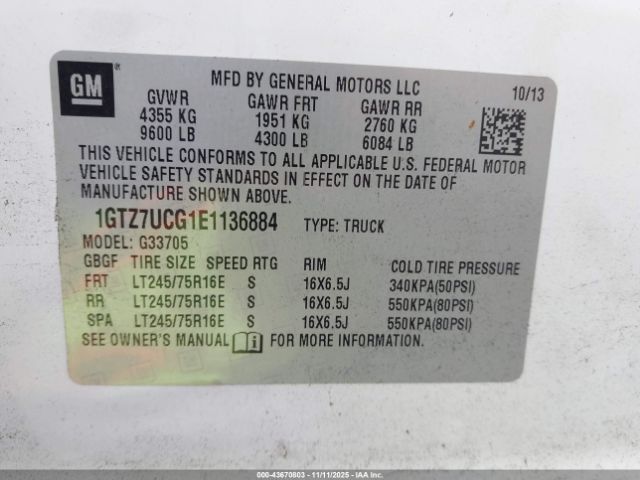 GM
MFD BY GENERAL MOTORS LLC
10/13
GVWR GAWR FRT GAWR RR
4355 KG 1951 KG 2760 KG
9600 LB 4300 LB 6084 LB
THIS VEHICLE CONFORMS TO ALL APPLICABLE U.S. FEDERAL MOTOR
VEHICLE SAFETY STANDARDS IN EFFECT ON THE DATE OF
MANUFACTURE SHOWN ABOVE.
1GTZ7UCG1E1136884 TYPE: TRUCK
MODEL: G33705
GBGF TIRE SIZE SPEED RTG RIM COLD TIRE PRESSURE
FRT LT245/75R16E S 16X6.5J 340KPA(50PSI)
RR LT245/75R16E S 16X6.5J 550KPA(80PSI)
SPA LT245/75R16E S 16X6.5J 550KPA(80PSI)
SEE OWNER'S MANUAL FOR MORE INFORMATION.
000-43670803 - 11/11/2025 - IAAI.com